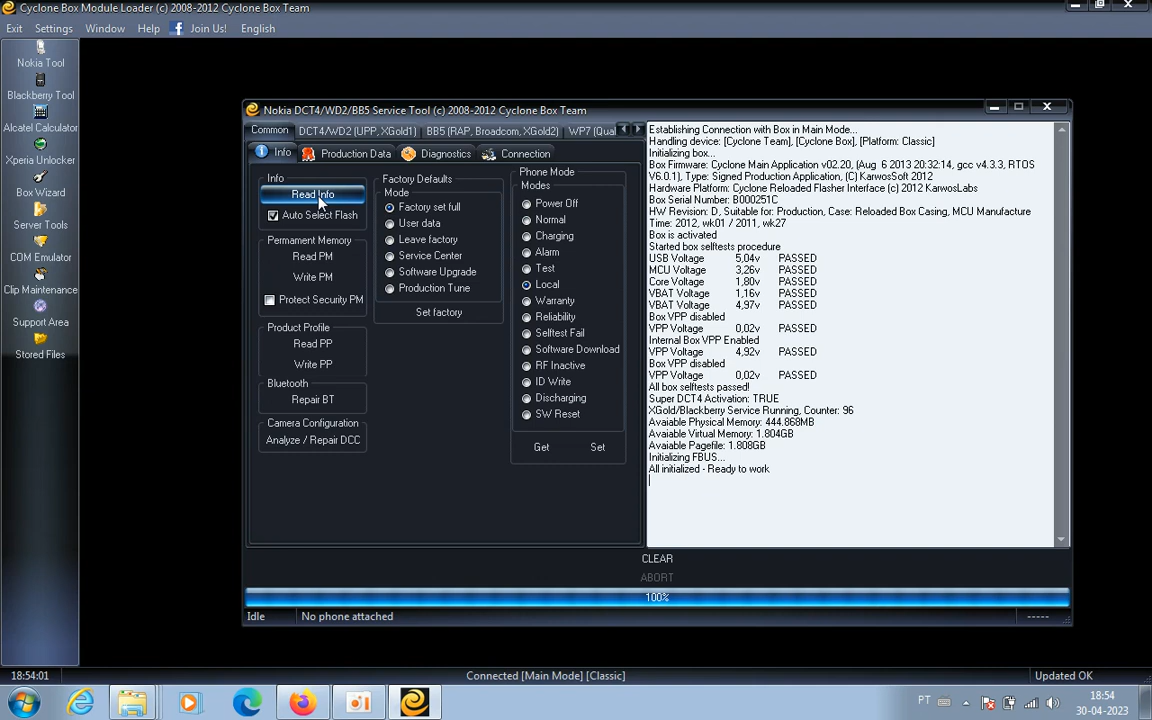 Cyclone Box Module Loader (c) 2008-2012 Cyclone Box Team
Exit Settings Window Help Join Us! English
Nokia Tool
Blackberry Tool
Alcatel Calculator
Xperia Unlocker
Box Wizard
Server Tools
COM Emulator
Clip Maintenance
Support Area
Stored Files
Nokia DCT4/WD2/BB5 Service Tool (c) 2008-2012 Cyclone Box Team
Common DCT4/WD2 (UPP, XGold1) BB5 (RAP, Broadcom, XGold2) WP7 (Qual
Info Production Data Diagnostics Connection
Info
Read Info
Auto Select Flash
Permament Memory
Read PM
Write PM
Protect Security PM
Product Profile
Read PP
Write PP
Bluetooth
Repair BT
Camera Configuration
Analyze / Repair DCC
Factory Defaults
Mode
Factory set full
User data
Leave factory
Service Center
Software Upgrade
Production Tune
Set factory
Phone Mode
Modes
Power Off
Normal
Charging
Alarm
Test
Local
Warranty
Reliability
Selftest Fail
Software Download
RF Inactive
ID Write
Discharging
SW Reset
Get Set
Establishing Connection with Box in Main Mode...
Handling device: [Cyclone Team], [Cyclone Box], [Platform: Classic]
Initializing box...
Box Firmware: Cyclone Main Application v02.20, (Aug 6 2013 20:32:14, gcc v4.3.3, RTOS
V6.0.1), Type: Signed Production Application, (C) KarwosSoft 2012
Hardware Platform: Cyclone Reloaded Flasher Interface (c) 2012 KarwosLabs
Box Serial Number: B000251C
HW Revision: D, Suitable for: Production, Case: Reloaded Box Casing, MCU Manufacture
Time: 2012, wk01 / 2011, wk27
Box is activated
Started box selftests procedure
USB Voltage 5,04v PASSED
MCU Voltage 3,26v PASSED
Core Voltage 1,80v PASSED
VBAT Voltage 1,16v PASSED
VBAT Voltage 4,97v PASSED
Box VPP disabled
VPP Voltage 0,02v PASSED
Internal Box VPP Enabled
VPP Voltage 4,92v PASSED
Box VPP disabled
VPP Voltage 0,02v PASSED
All box selftests passed!
Super DCT4 Activation: TRUE
XGold/Blackberry Service Running, Counter: 96
Avaiable Physical Memory: 444.868MB
Avaiable Virtual Memory: 1.804GB
Avaiable Pagefile: 1.808GB
Initializing FBUS...
All initialized - Ready to work
CLEAR
ABORT
100%
Idle No phone attached -----
18:54:01 Connected [Main Mode] [Classic] Updated OK
PT 18:54
30-04-2023